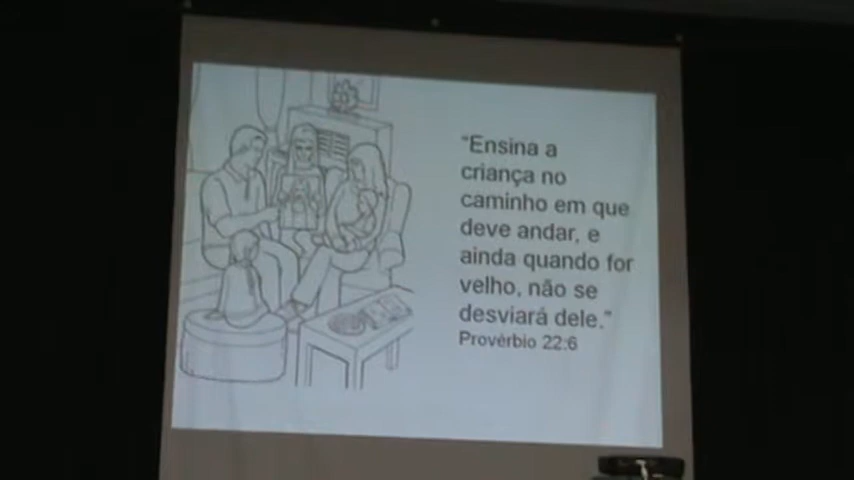 “Ensina a
criança no
caminho em que
deve andar, e
ainda quando for
velho, não se
desviará dele.”
Provérbio 22:6